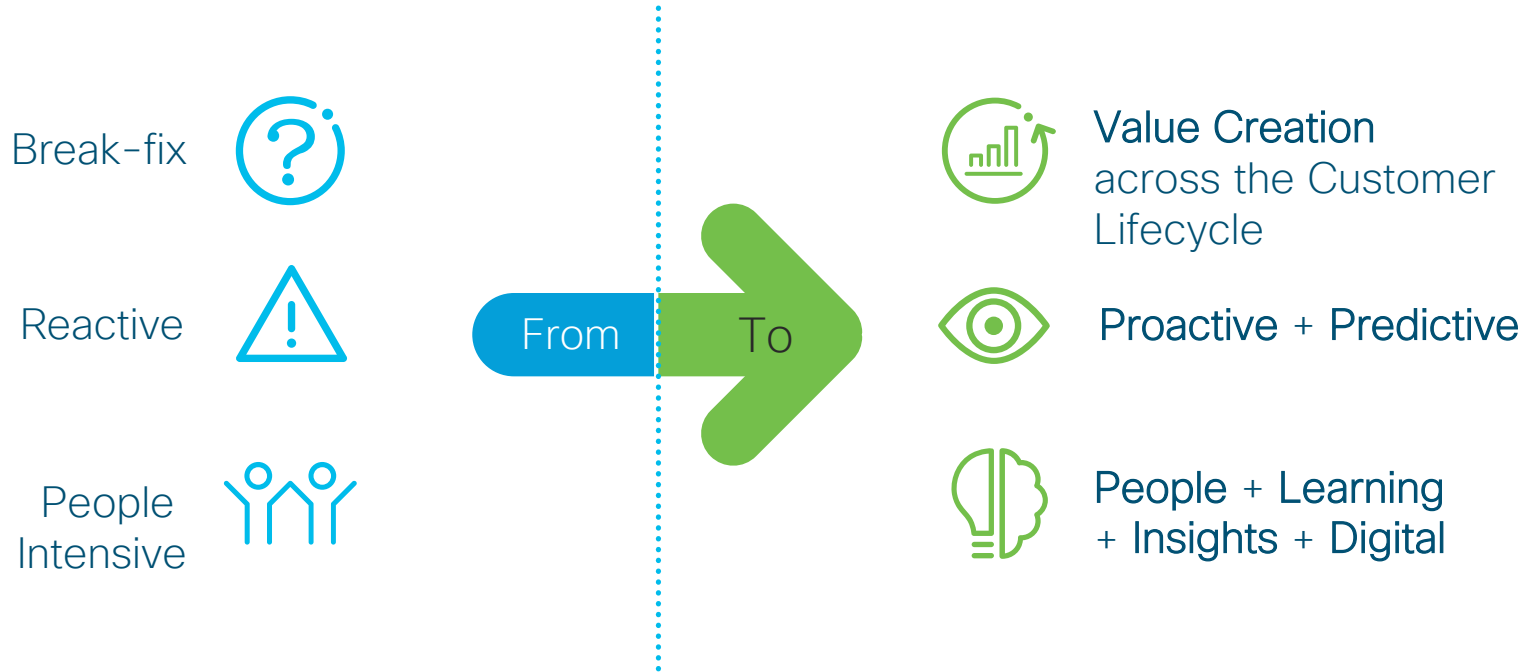 Break-fix
Reactive
People
Intensive
From
To
Value Creation
across the Customer
Lifecycle
Proactive + Predictive
People + Learning
+ Insights + Digital